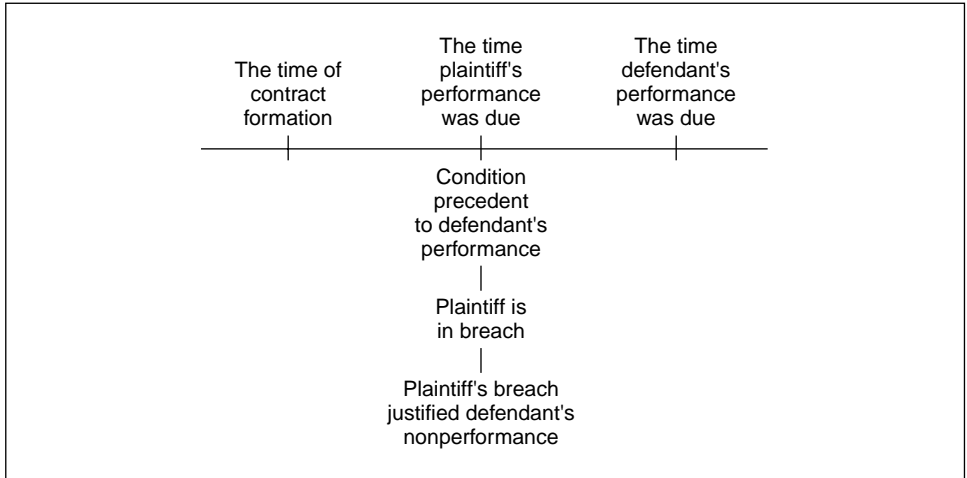 The time of
contract
formation
The time
plaintiff's
performance
was due
The time
defendant's
performance
was due
Condition
precedent
to defendant's
performance
Plaintiff is
in breach
Plaintiff's breach
justified defendant's
nonperformance